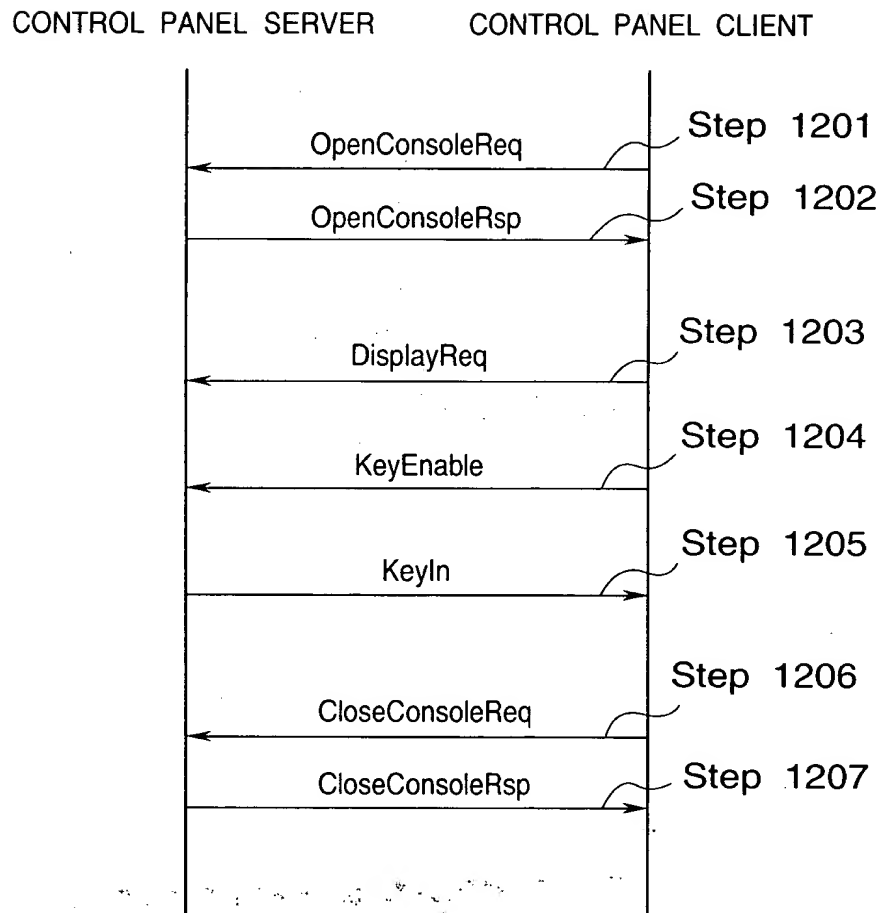 CONTROL PANEL SERVER
CONTROL PANEL CLIENT
OpenConsoleReq
Step 1201
OpenConsoleRsp
Step 1202
DisplayReq
Step 1203
KeyEnable
Step 1204
KeyIn
Step 1205
CloseConsoleReq
Step 1206
CloseConsoleRsp
Step 1207